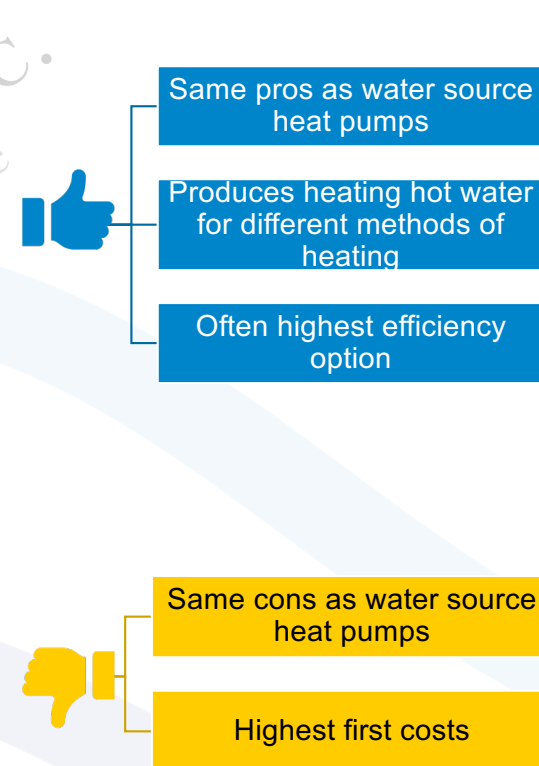 Same pros as water source
heat pumps
Produces heating hot water
for different methods of
heating
Often highest efficiency
option
Same cons as water source
heat pumps
Highest first costs